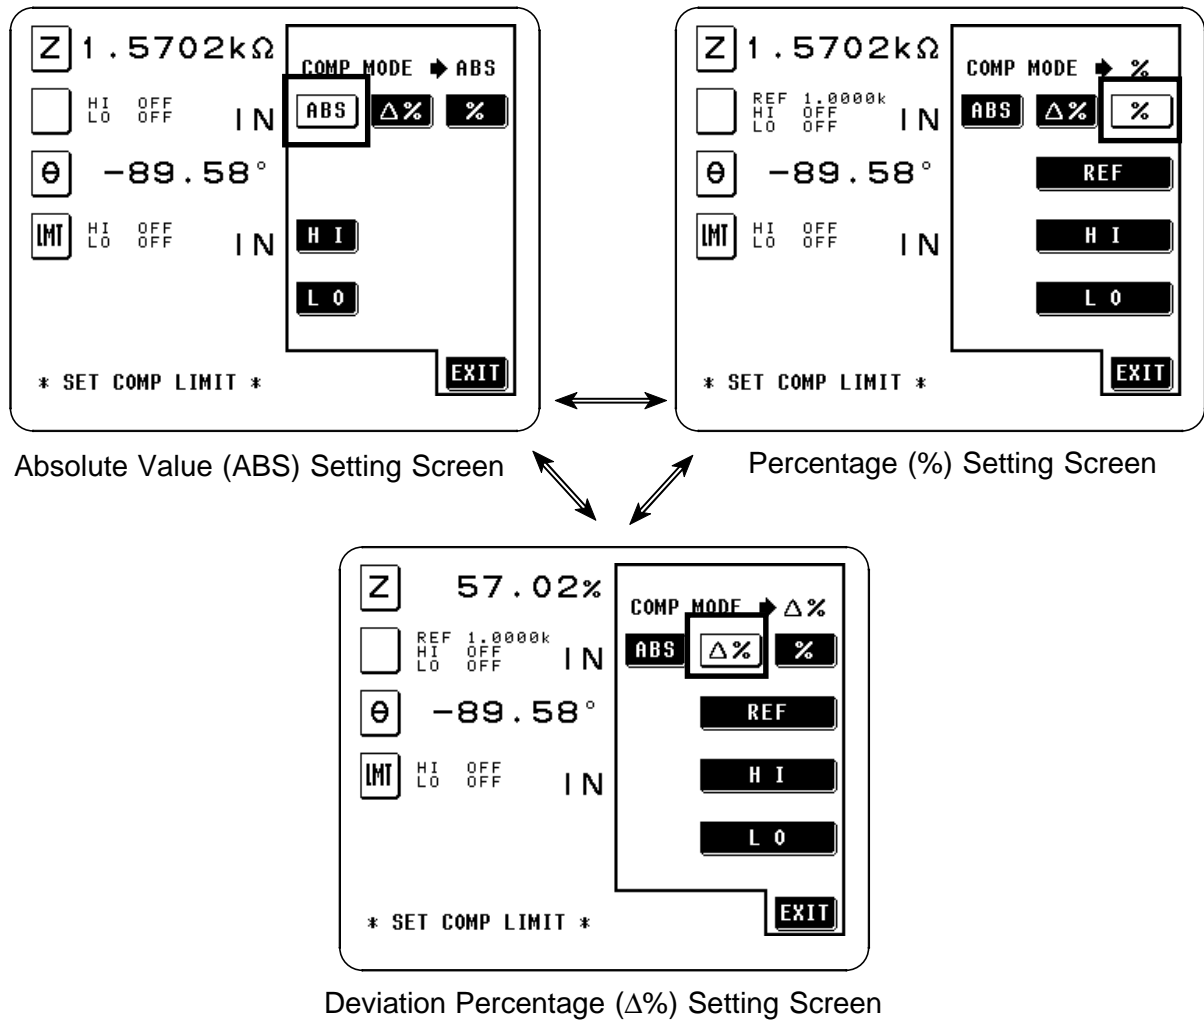 Z 1.5702kΩ
COMP MODE ➧ ABS
HI OFF
LO OFF
IN
ABS Δ% %
θ -89.58°
LMT HI OFF
LO OFF
IN
H I
L O
* SET COMP LIMIT *
EXIT
Absolute Value (ABS) Setting Screen
Z 1.5702kΩ
COMP MODE ➧ %
REF 1.0000k
HI OFF
LO OFF
IN
ABS Δ% %
θ -89.58°
REF
LMT HI OFF
LO OFF
IN
H I
L O
* SET COMP LIMIT *
EXIT
Percentage (%) Setting Screen
Z 57.02%
COMP MODE ➧ Δ%
REF 1.0000k
HI OFF
LO OFF
IN
ABS Δ% %
θ -89.58°
REF
LMT HI OFF
LO OFF
IN
H I
L O
* SET COMP LIMIT *
EXIT
Deviation Percentage (Δ%) Setting Screen